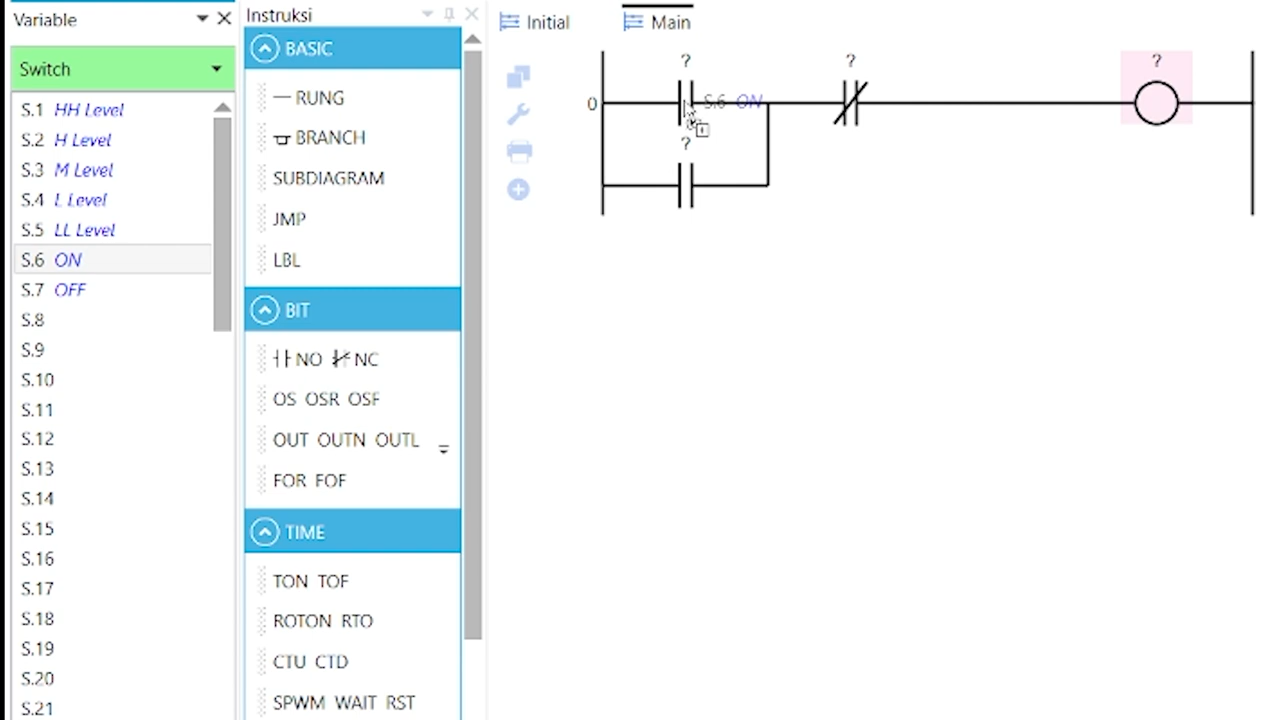 Variable
Switch
S.1 HH Level
S.2 H Level
S.3 M Level
S.4 L Level
S.5 LL Level
S.6 ON
S.7 OFF
S.8
S.9
S.10
S.11
S.12
S.13
S.14
S.15
S.16
S.17
S.18
S.19
S.20
S.21
Instruksi
BASIC
RUNG
BRANCH
SUBDIAGRAM
JMP
LBL
BIT
NO NC
OS OSR OSF
OUT OUTN OUTL
FOR FOF
TIME
TON TOF
ROTON RTO
CTU CTD
SPWM WAIT RST
Initial Main
? ? ?
0 S.6 ON
?